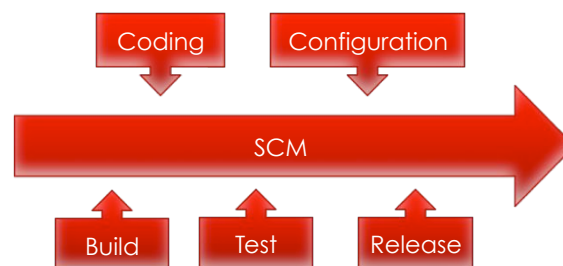 Coding
Configuration
SCM
Build
Test
Release